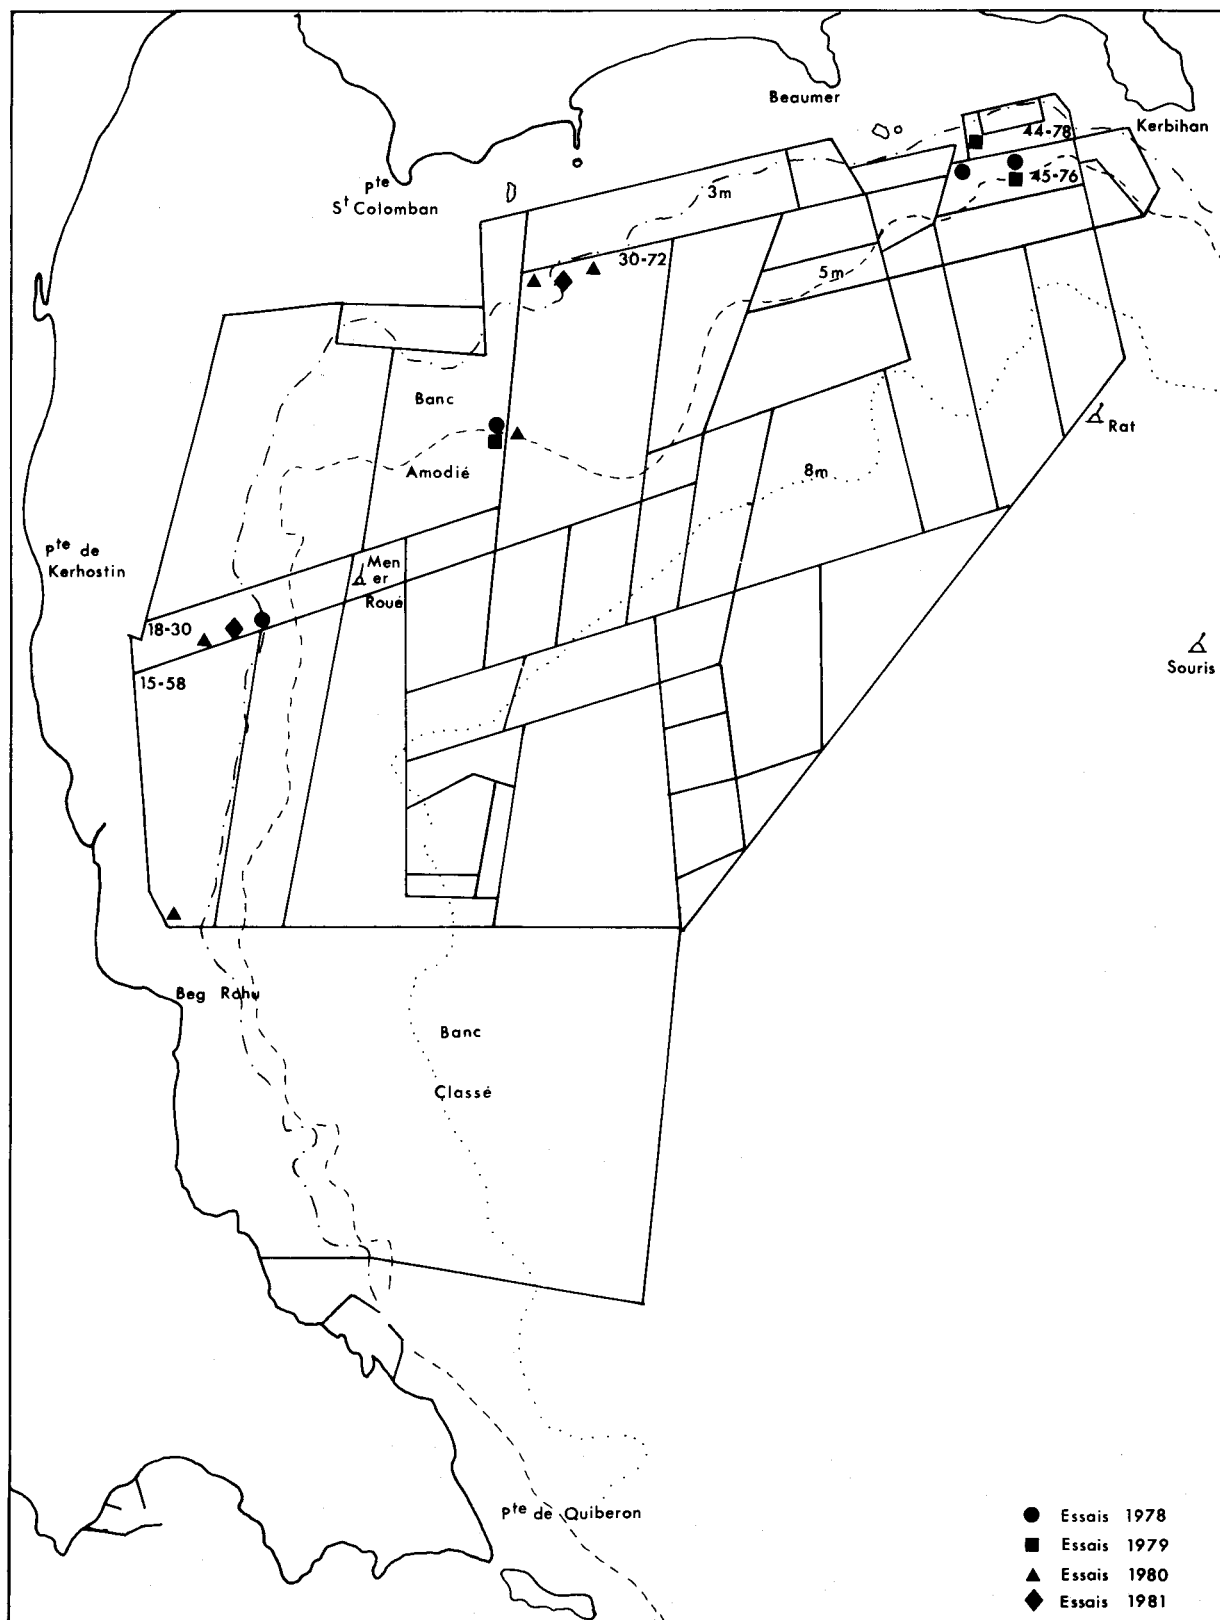 Beaumer
Kerbihan
44-78
45-76
pte
St Colomban
3m
30-72
5m
Banc
Amodié
Rat
8m
pte de
Kerhostin
Men
er
Roué
18-30
15-58
Souris
Beg Rohu
Banc
Classé
pte de Quiberon
Essais 1978
Essais 1979
Essais 1980
Essais 1981